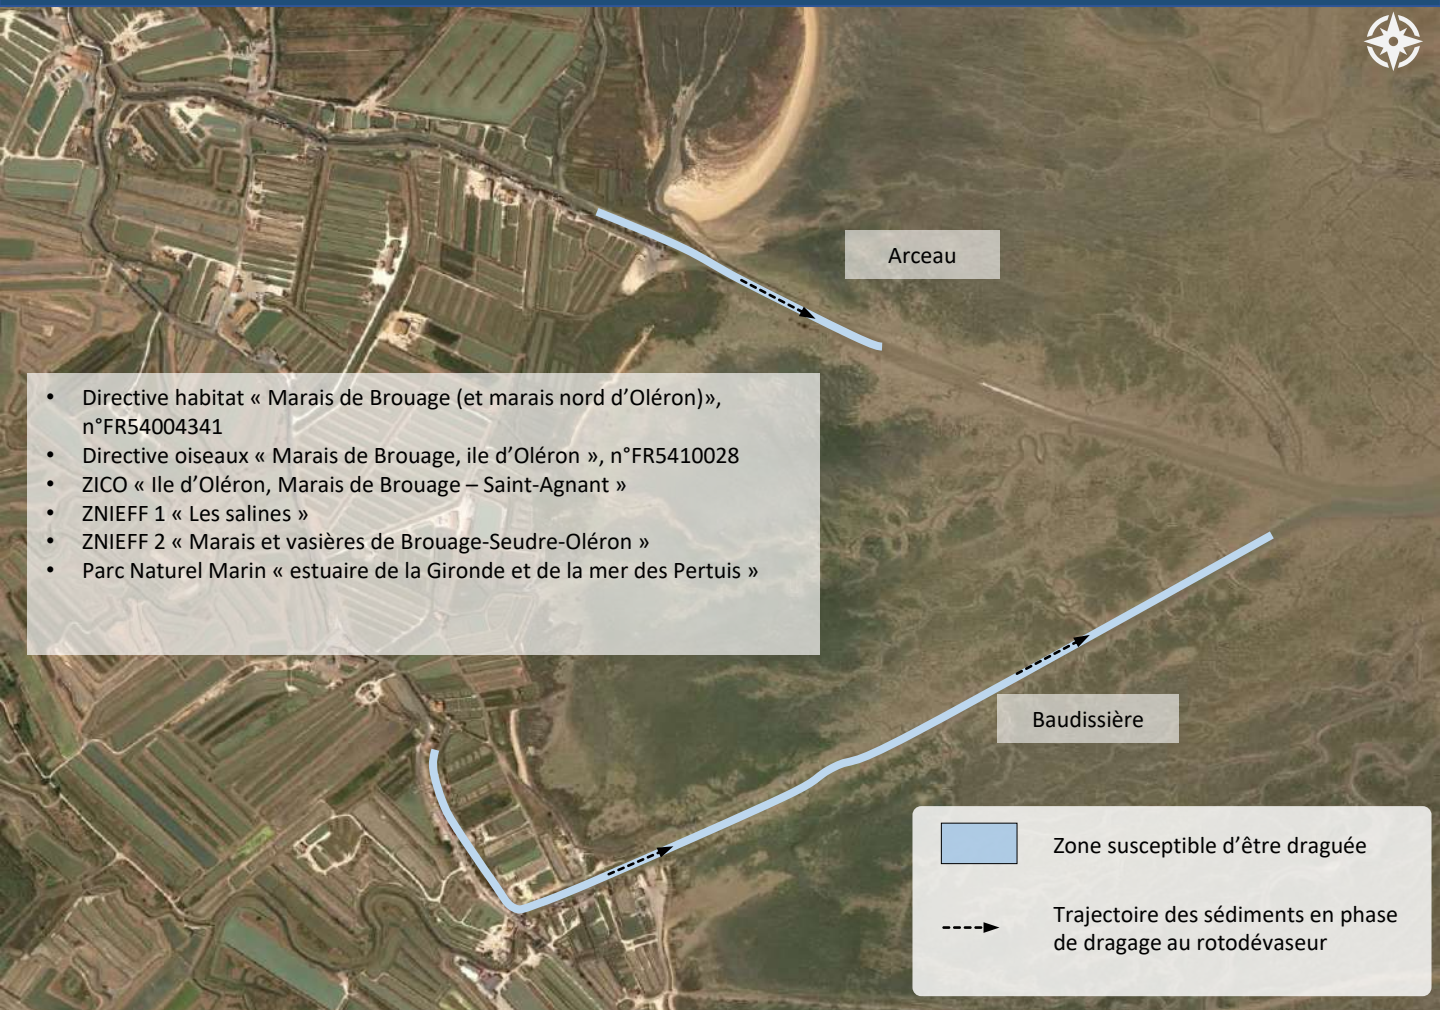 Arceau
• Directive habitat « Marais de Brouage (et marais nord d’Oléron)»,
n°FR54004341
• Directive oiseaux « Marais de Brouage, ile d’Oléron », n°FR5410028
• ZICO « Ile d’Oléron, Marais de Brouage – Saint-Agnant »
• ZNIEFF 1 « Les salines »
• ZNIEFF 2 « Marais et vasières de Brouage-Seudre-Oléron »
• Parc Naturel Marin « estuaire de la Gironde et de la mer des Pertuis »
Baudissière
Zone susceptible d’être draguée
Trajectoire des sédiments en phase
de dragage au rotodévaseur